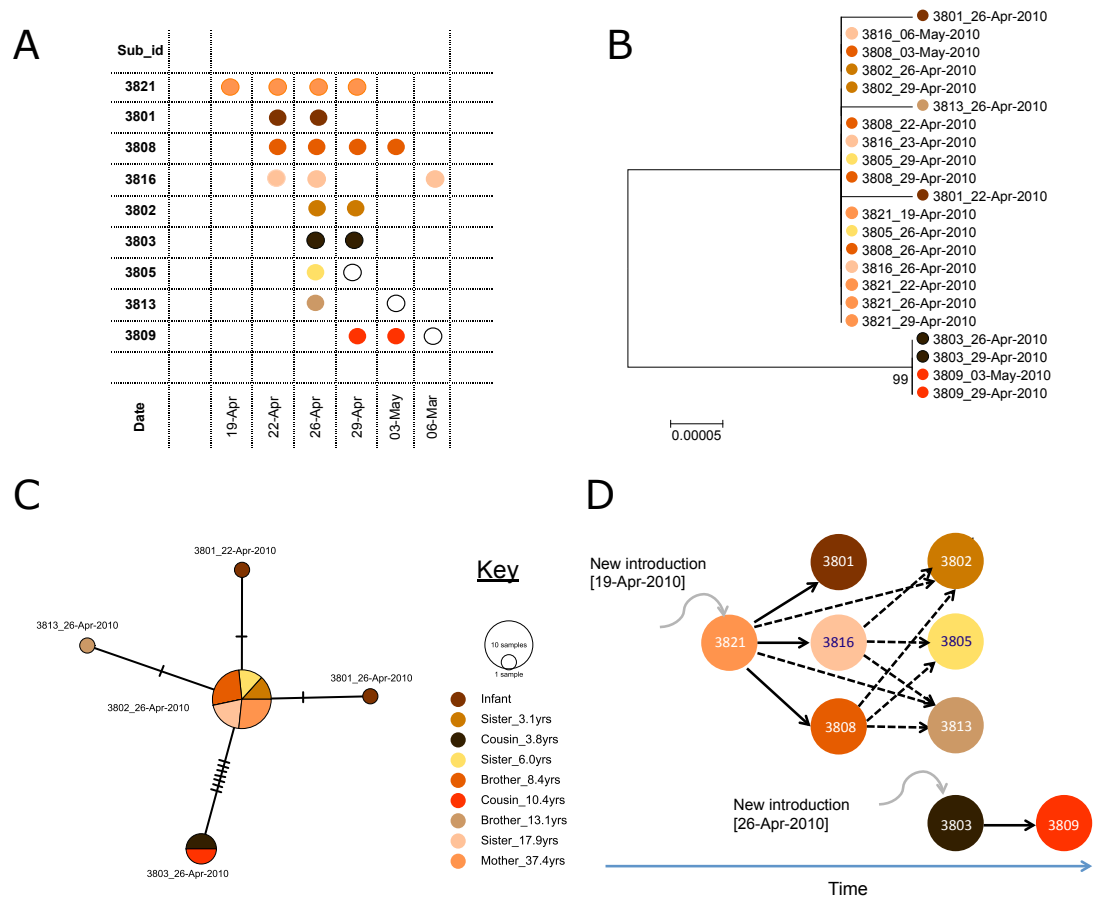 A
Sub_id
3821
3801
3808
3816
3802
3803
3805
3813
3809
Date
19-Apr
22-Apr
26-Apr
29-Apr
03-May
06-Mar
B
3801_26-Apr-2010
3816_06-May-2010
3808_03-May-2010
3802_26-Apr-2010
3802_29-Apr-2010
3813_26-Apr-2010
3808_22-Apr-2010
3816_23-Apr-2010
3805_29-Apr-2010
3808_29-Apr-2010
3801_22-Apr-2010
3821_19-Apr-2010
3805_26-Apr-2010
3808_26-Apr-2010
3816_26-Apr-2010
3821_22-Apr-2010
3821_26-Apr-2010
3821_29-Apr-2010
3803_26-Apr-2010
3803_29-Apr-2010
3809_03-May-2010
3809_29-Apr-2010
99
0.00005
C
3801_22-Apr-2010
3813_26-Apr-2010
3801_26-Apr-2010
3802_26-Apr-2010
3803_26-Apr-2010
Key
10 samples
1 sample
Infant
Sister_3.1yrs
Cousin_3.8yrs
Sister_6.0yrs
Brother_8.4yrs
Cousin_10.4yrs
Brother_13.1yrs
Sister_17.9yrs
Mother_37.4yrs
D
New introduction
[19-Apr-2010]
3801
3802
3821
3816
3805
3808
3813
New introduction
[26-Apr-2010]
3803
3809
Time